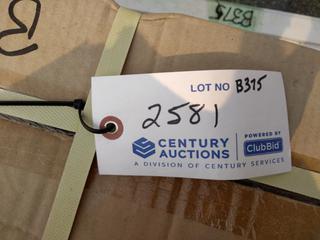 B375
LOT NO B375
2581
CENTURY AUCTIONS
POWERED BY ClubBid
A DIVISION OF CENTURY SERVICES